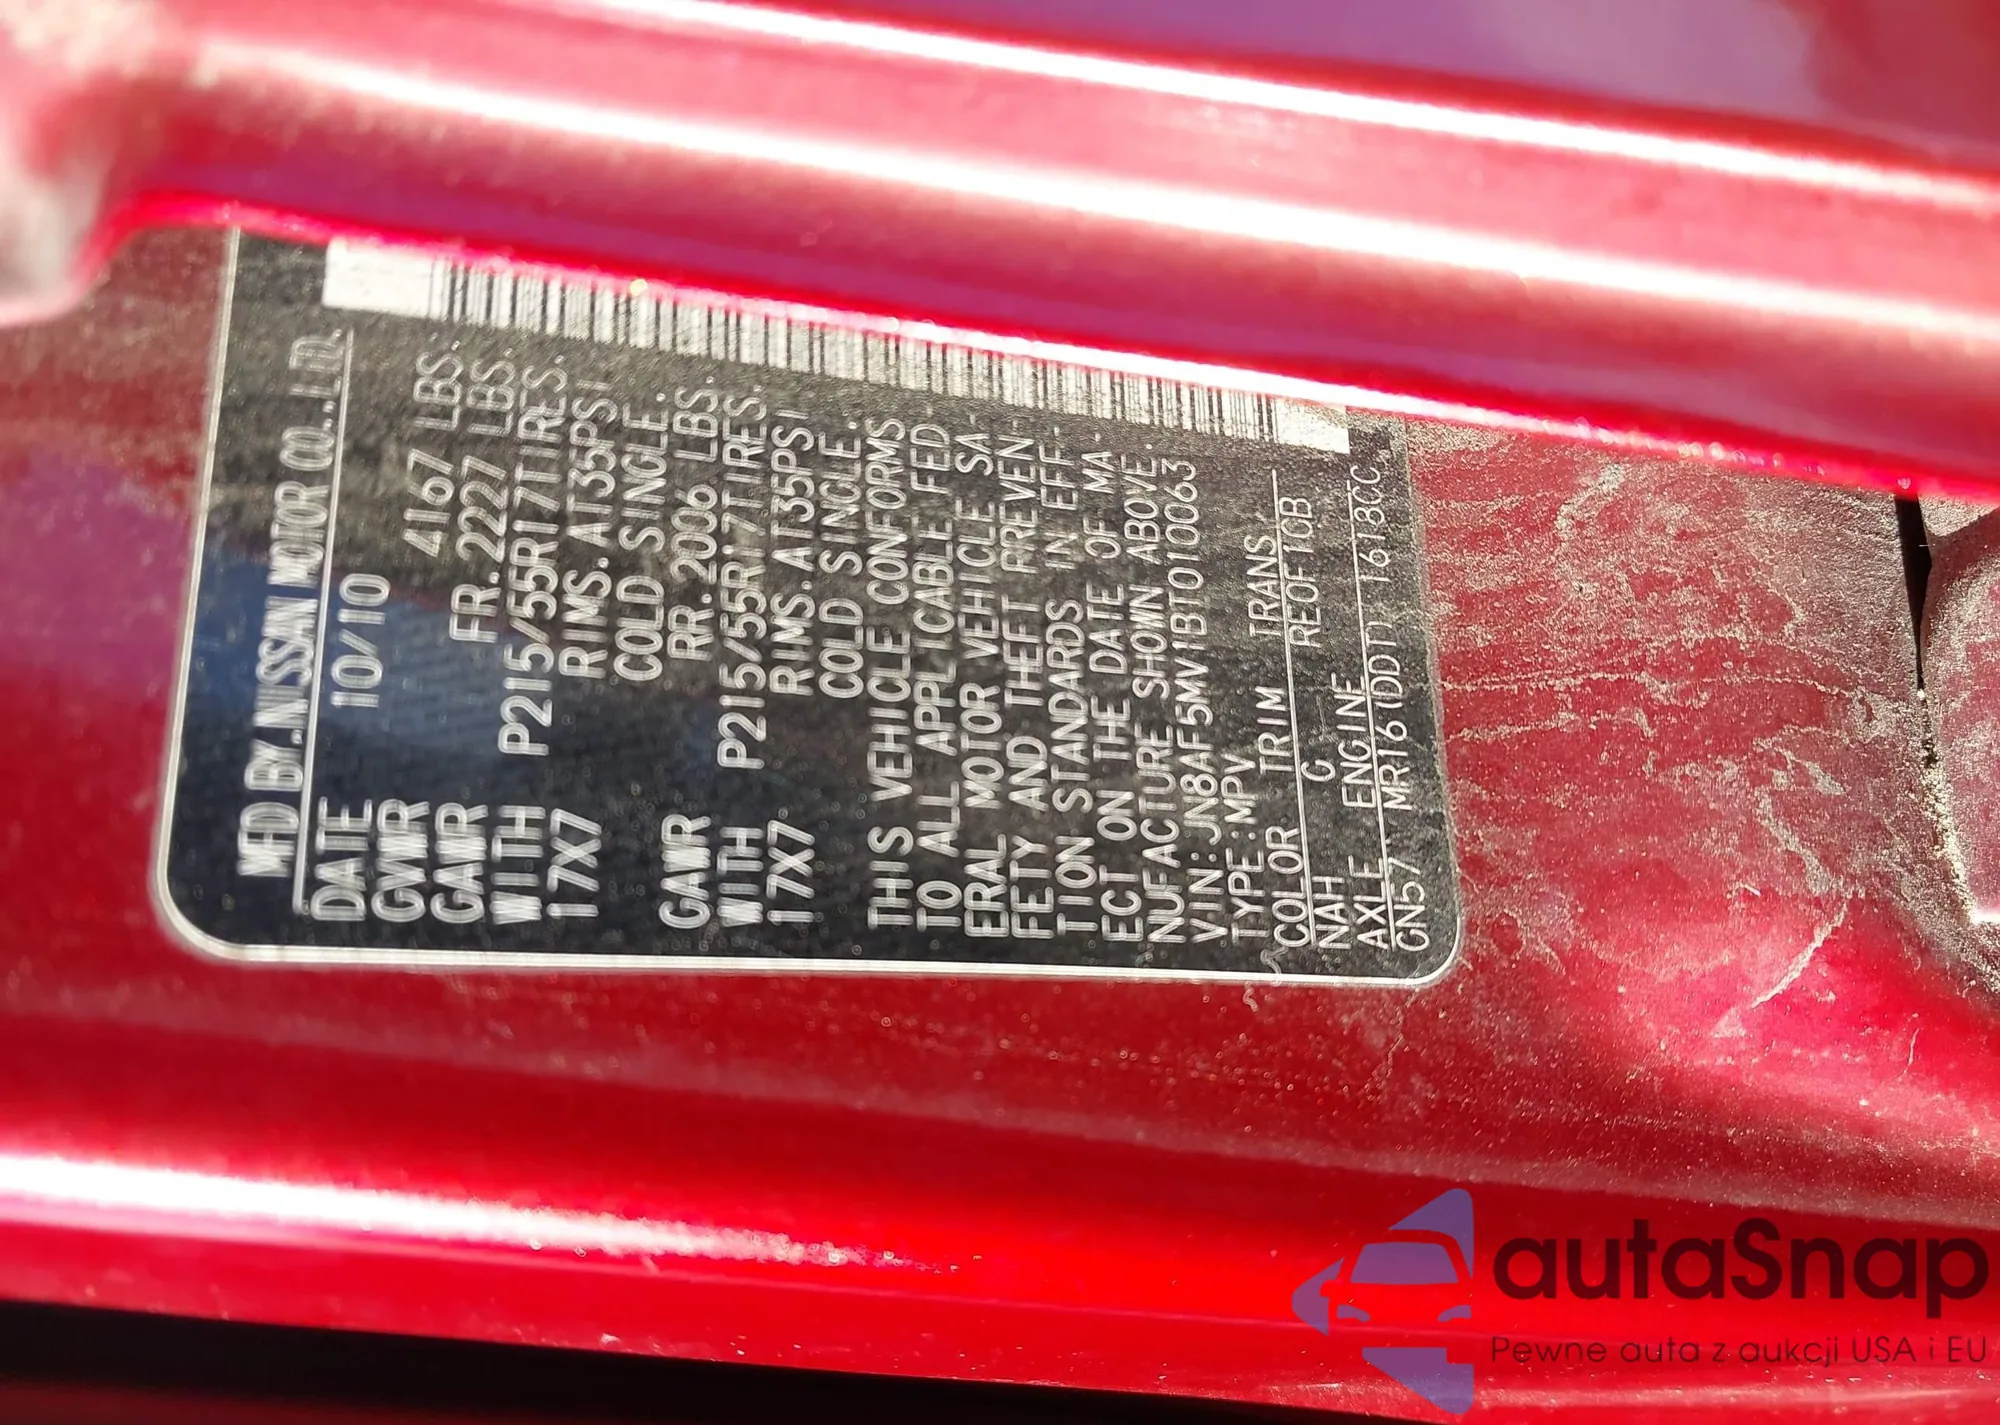 MFD BY.NISSAN MOTOR CO.,LTD.
DATE 10/10
GVWR 4167 LBS.
GAWR FR.2227 LBS.
WITH P215/55R17TIRES.
17X7 RIMS.AT35PSI
COLD SINGLE.
GAWR RR.2006 LBS.
WITH P215/55R17TIRES.
17X7 RIMS.AT35PSI
COLD SINGLE.
THIS VEHICLE CONFORMS
TO ALL APPLICABLE FED-
ERAL MOTOR VEHICLE SA-
FETY AND THEFT PREVEN-
TION STANDARDS IN EFF-
ECT ON THE DATE OF MA-
NUFACTURE SHOWN ABOVE.
VIN:JN8AF5MV1BT010063
TYPE:MPV
COLOR TRIM TRANS
NAH G RE0F10B
AXLE ENGINE
GN57 MR16(DDT) 1618CC
autaSnap
Pewne auta z aukcji USA i EU